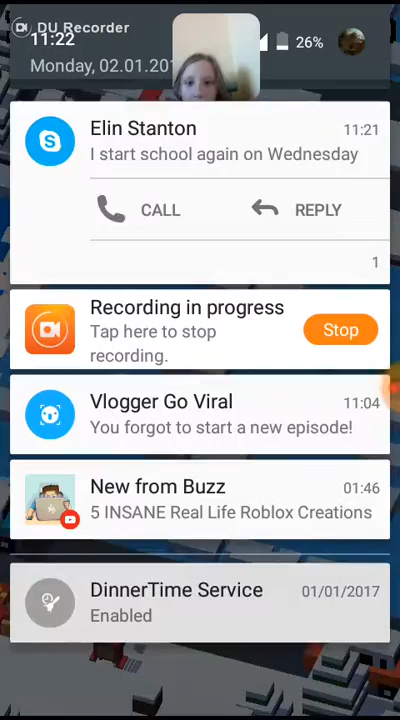 DU Recorder
11:22
26%
Monday, 02.01.201
Elin Stanton 11:21
I start school again on Wednesday
CALL REPLY
1
Recording in progress
Tap here to stop
recording.
Stop
Vlogger Go Viral 11:04
You forgot to start a new episode!
New from Buzz 01:46
5 INSANE Real Life Roblox Creations
DinnerTime Service 01/01/2017
Enabled